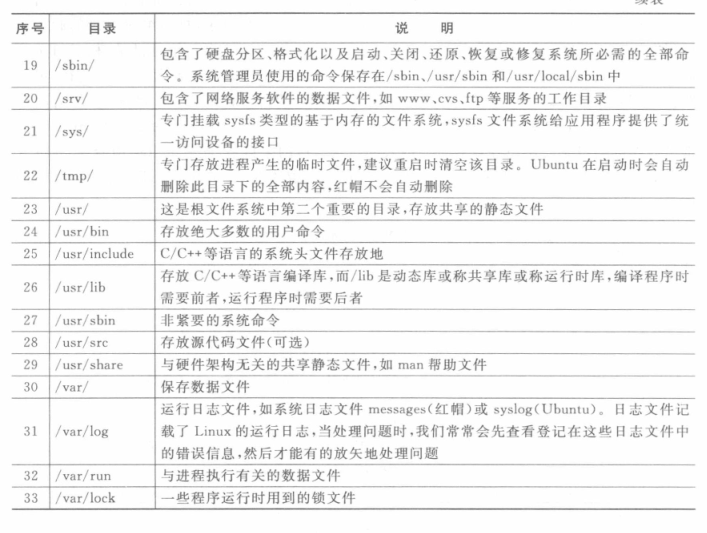 续表
序号 目录 说 明
19 /sbin/ 包含了硬盘分区、格式化以及启动、关闭、还原、恢复或修复系统所必需的全部命
令。系统管理员使用的命令保存在/sbin、/usr/sbin 和/usr/local/sbin 中
20 /srv/ 包含了网络服务软件的数据文件,如 www、cvs、ftp 等服务的工作目录
21 /sys/ 专门挂载 sysfs 类型的基于内存的文件系统,sysfs 文件系统给应用程序提供了统
一访问设备的接口
22 /tmp/ 专门存放进程产生的临时文件,建议重启时清空该目录。Ubuntu 在启动时会自动
删除此目录下的全部内容,红帽不会自动删除
23 /usr/ 这是根文件系统中第二个重要的目录,存放共享的静态文件
24 /usr/bin 存放绝大多数的用户命令
25 /usr/include C/C++等语言的系统头文件存放地
26 /usr/lib 存放 C/C++等语言编译库,而/lib 是动态库或称共享库或称运行时库,编译程序时
需要前者,运行程序时需要后者
27 /usr/sbin 非紧要的系统命令
28 /usr/src 存放源代码文件(可选)
29 /usr/share 与硬件架构无关的共享静态文件,如 man 帮助文件
30 /var/ 保存数据文件
31 /var/log 运行日志文件,如系统日志文件 messages(红帽)或 syslog(Ubuntu)。日志文件记
载了 Linux 的运行日志,当处理问题时,我们常常会先查看登记在这些日志文件中
的错误信息,然后才能有的放矢地处理问题
32 /var/run 与进程执行有关的数据文件
33 /var/lock 一些程序运行时用到的锁文件